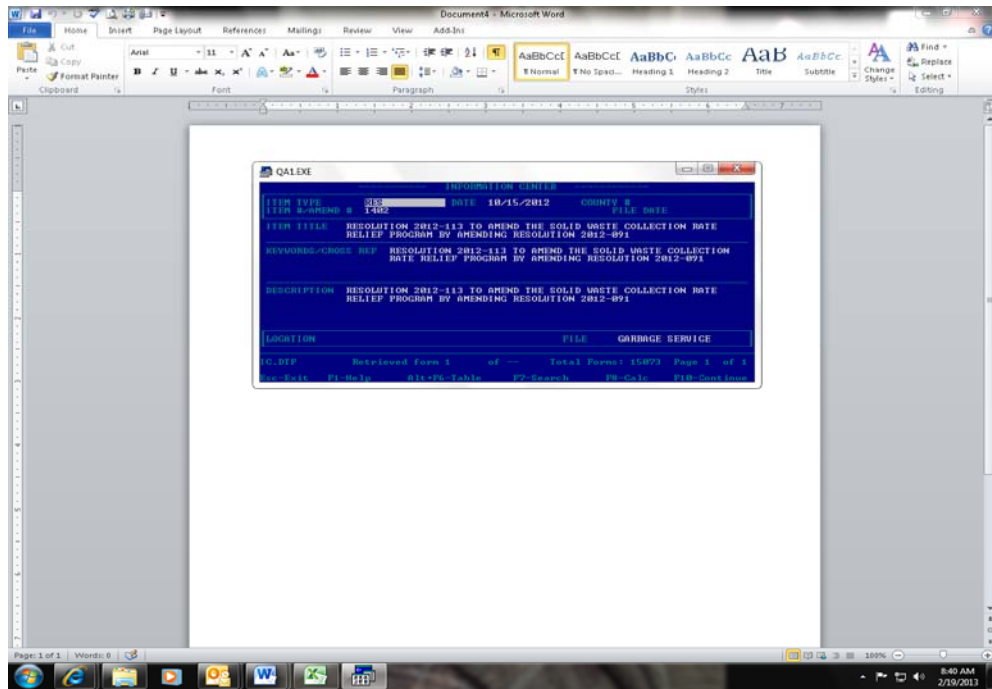 Document4 - Microsoft Word
File Home Insert Page Layout References Mailings Review View Add-Ins
Cut
Copy
Format Painter
Paste
Clipboard
Arial 11
Font
Paragraph
AaBbCcI AaBbCcI AaBbC AaBbCc AaB AaBbCc.
¶ Normal ¶ No Spaci... Heading 1 Heading 2 Title Subtitle
Change Styles
Styles
Find
Replace
Select
Editing
QA1.EXE
INFORMATION CENTER
ITEM TYPE RES DATE 10/15/2012 COUNTY #
ITEM #/AMEND # 1402 FILE DATE
ITEM TITLE RESOLUTION 2012-113 TO AMEND THE SOLID WASTE COLLECTION RATE
RELIEF PROGRAM BY AMENDING RESOLUTION 2012-091
KEYWORDS/CROSS REF RESOLUTION 2012-113 TO AMEND THE SOLID WASTE COLLECTION
RATE RELIEF PROGRAM BY AMENDING RESOLUTION 2012-091
DESCRIPTION RESOLUTION 2012-113 TO AMEND THE SOLID WASTE COLLECTION RATE
RELIEF PROGRAM BY AMENDING RESOLUTION 2012-091
LOCATION FILE GARBAGE SERVICE
IC.DTF Retrieved form 1 of -- Total Forms: 15073 Page 1 of 1
Esc-Exit F1-Help Alt+F6-Table F7-Search F8-Calc F10-Continue
Page: 1 of 1 Words: 0 100%
8:40 AM
2/19/2013